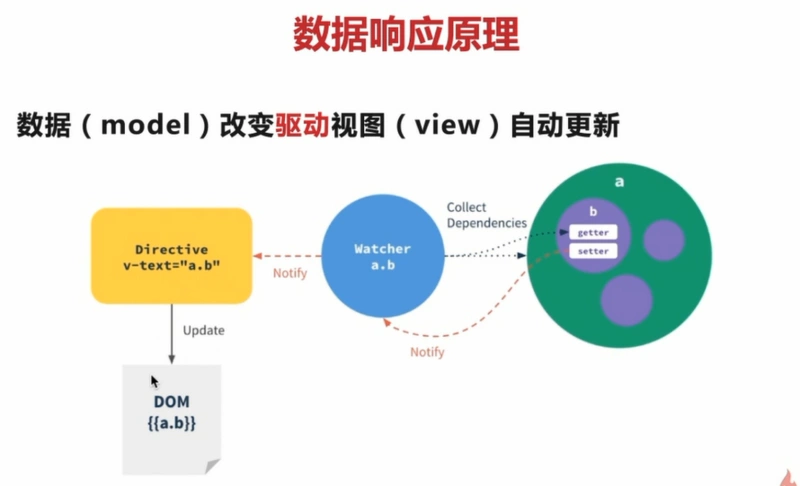 数据响应原理
数据（model）改变驱动视图（view）自动更新
Collect
Dependencies
a
b
getter
setter
Directive
v-text="a.b"
Watcher
a.b
Notify
Update
Notify
DOM
{{a.b}}